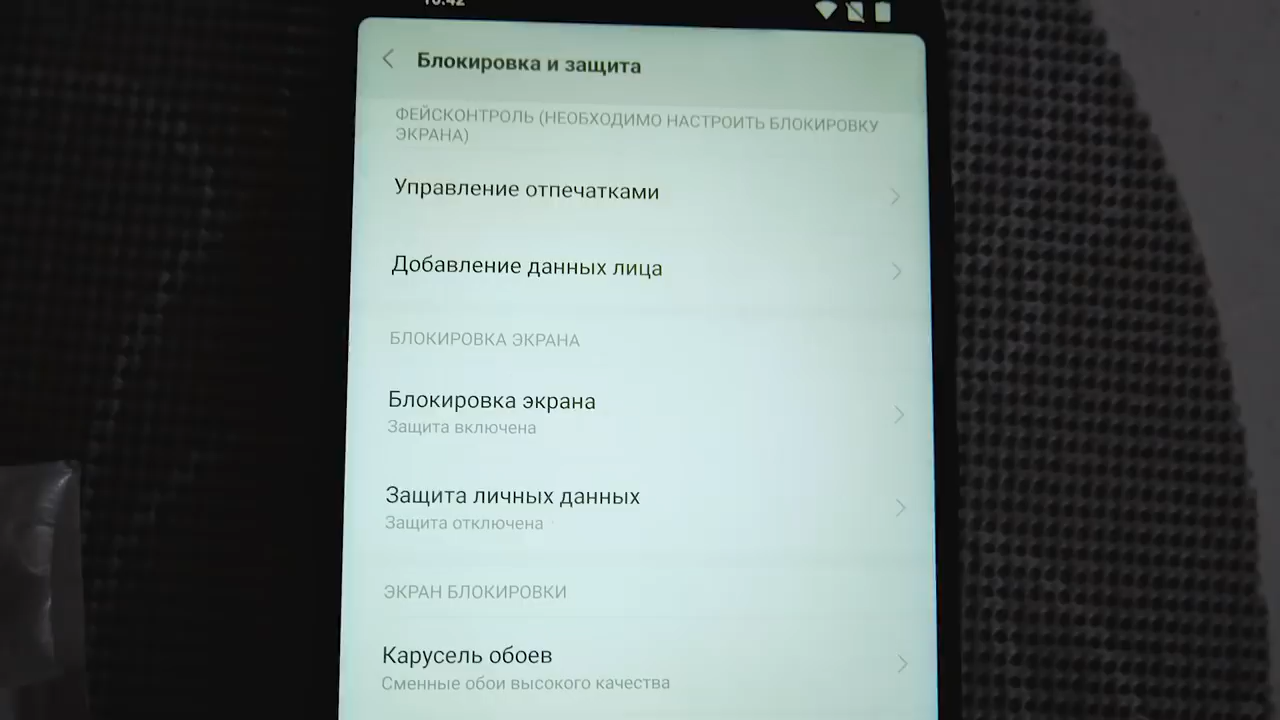 Блокировка и защита
ФЕЙСКОНТРОЛЬ (НЕОБХОДИМО НАСТРОИТЬ БЛОКИРОВКУ
ЭКРАНА)
Управление отпечатками
Добавление данных лица
БЛОКИРОВКА ЭКРАНА
Блокировка экрана
Защита включена
Защита личных данных
Защита отключена
ЭКРАН БЛОКИРОВКИ
Карусель обоев
Сменные обои высокого качества